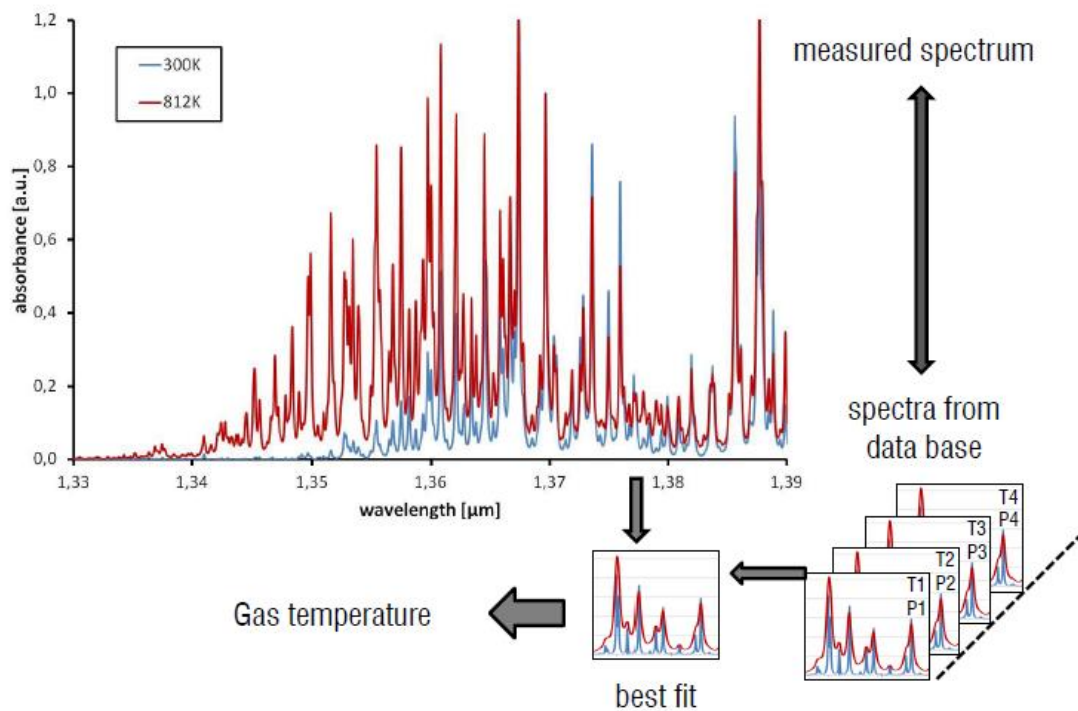 1,2
1,0
0,8
0,6
0,4
0,2
0,0
absorbance [a.u.]
300K
812K
1,33
1,34
1,35
1,36
1,37
1,38
1,39
wavelength [µm]
measured spectrum
spectra from
data base
T4
P4
T3
P3
T2
P2
T1
P1
Gas temperature
best fit